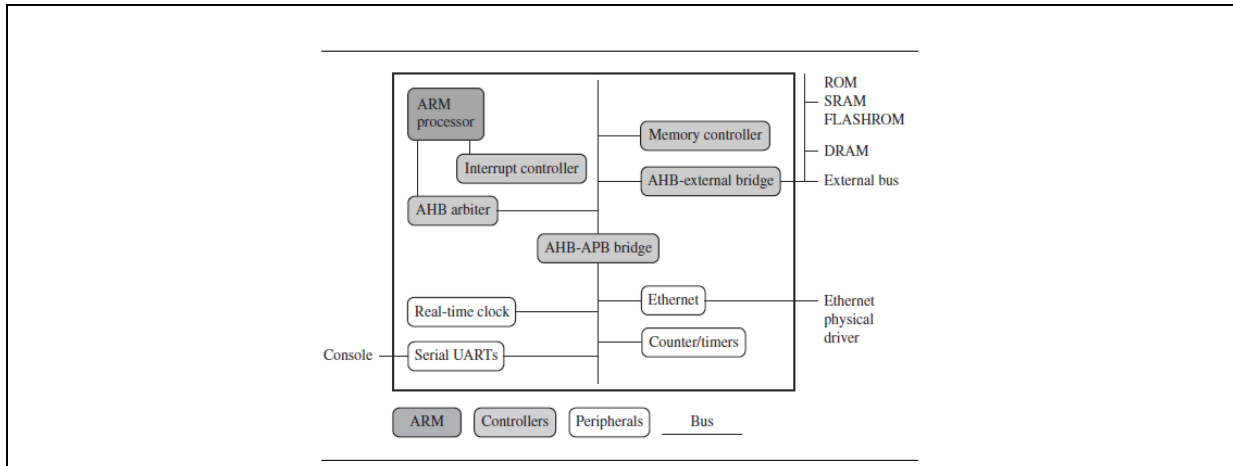 ROM
ARM
SRAM
processor
FLASHROM
Memory controller
DRAM
Interrupt controller
AHB-external bridge
External bus
AHB arbiter
AHB-APB bridge
Ethernet
Ethernet
Real-time clock
physical
driver
Counter/timers
Console
Serial UARTs
ARM
Controllers
Peripherals
Bus